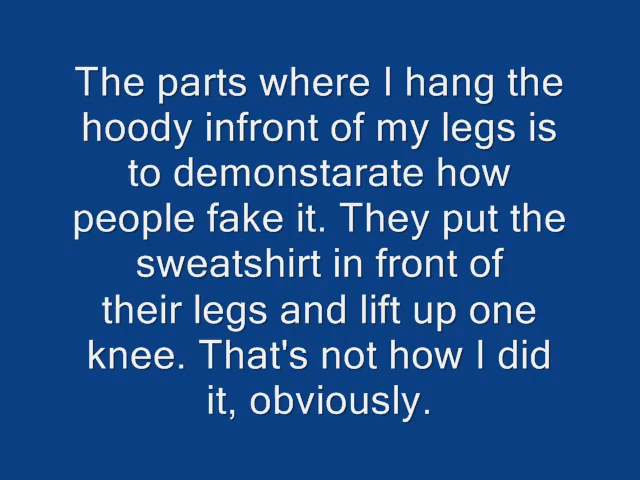 The parts where I hang the
hoody infront of my legs is
to demonstarate how
people fake it. They put the
sweatshirt in front of
their legs and lift up one
knee. That's not how I did
it, obviously.